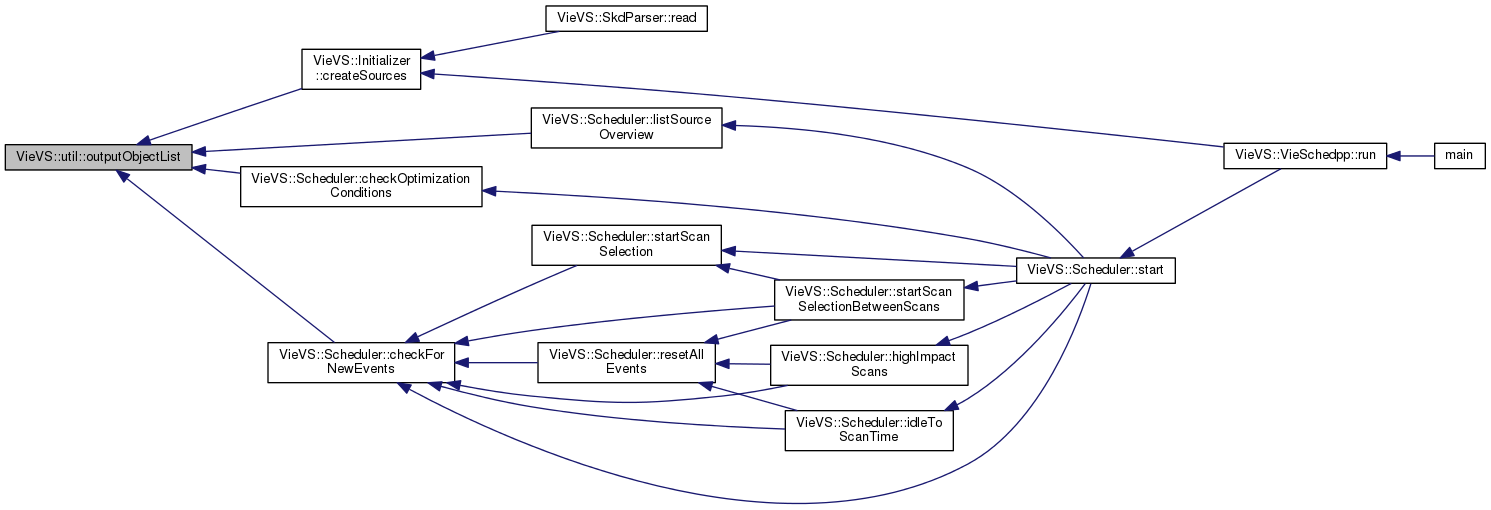 VieVS::SkdParser::read
VieVS::Initializer
::createSources
VieVS::Scheduler::listSource
Overview
VieVS::util::outputObjectList
VieVS::VieSchedpp::run
main
VieVS::Scheduler::checkOptimization
Conditions
VieVS::Scheduler::startScan
Selection
VieVS::Scheduler::start
VieVS::Scheduler::startScan
SelectionBetweenScans
VieVS::Scheduler::checkFor
NewEvents
VieVS::Scheduler::resetAll
Events
VieVS::Scheduler::highImpact
Scans
VieVS::Scheduler::idleTo
ScanTime